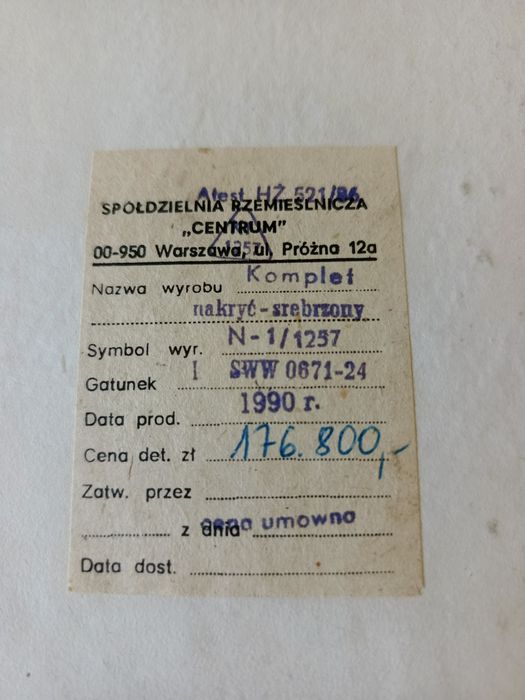 Atest HŻ 521/86
SPÓŁDZIELNIA RZEMIEŚLNICZA
„CENTRUM”
1257
00-950 Warszawa, ul. Próżna 12a
Nazwa wyrobu Komplet
nakryć-srebrzony
Symbol wyr. N-1/1257
Gatunek I SWW 0671-24
Data prod. 1990 r.
Cena det. zł 176.800,-
Zatw. przez
z dnia cena umowna
Data dost.